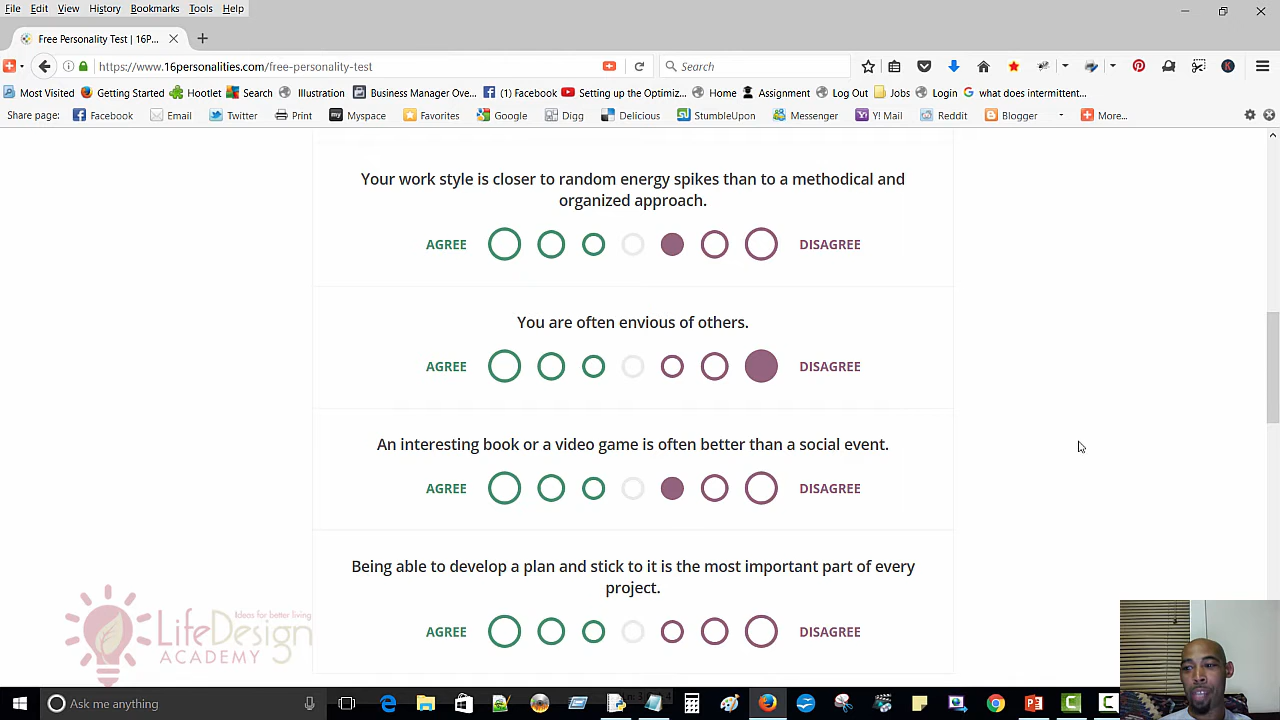 File Edit View History Bookmarks Tools Help
Free Personality Test | 16P...
https://www.16personalities.com/free-personality-test
Search
Most Visited Getting Started Hootlet Search Illustration Business Manager Ove... (1) Facebook Setting up the Optimiz... Home Assignment Log Out Jobs Login what does intermittent...
Share page: Facebook Email Twitter Print Myspace Favorites Google Digg Delicious StumbleUpon Messenger Y! Mail Reddit Blogger More...
Your work style is closer to random energy spikes than to a methodical and
organized approach.
AGREE DISAGREE
You are often envious of others.
AGREE DISAGREE
An interesting book or a video game is often better than a social event.
AGREE DISAGREE
Being able to develop a plan and stick to it is the most important part of every
project.
AGREE DISAGREE
Ideas for better living
LifeDesign
ACADEMY
Ask me anything